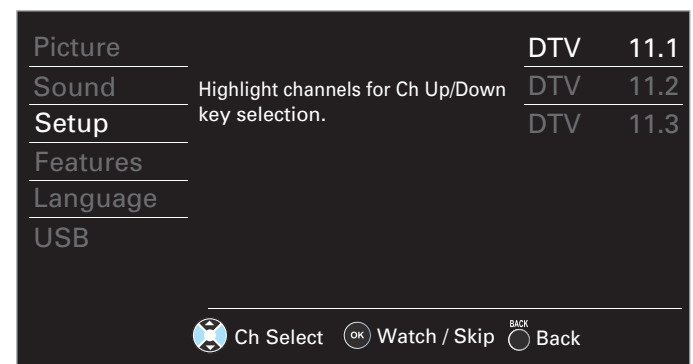 Picture
Sound
Setup
Features
Language
USB
Highlight channels for Ch Up/Down
key selection.
DTV 11.1
DTV 11.2
DTV 11.3
Ch Select OK Watch / Skip BACK Back